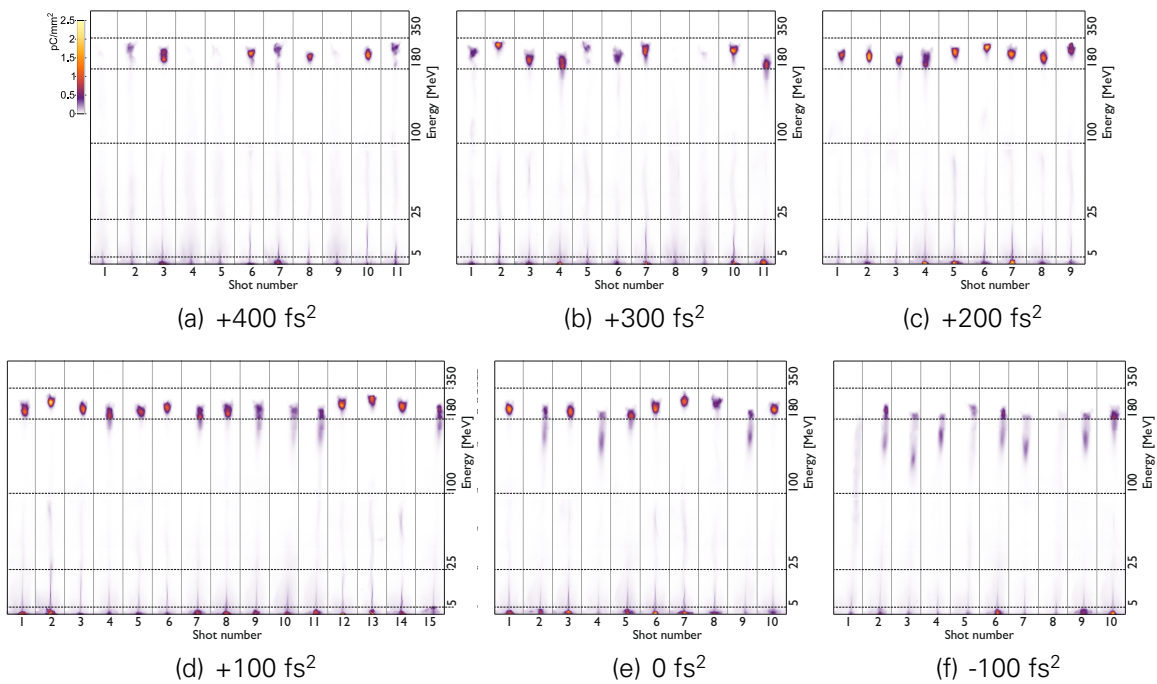 pC/mm²
2.5
2
1.5
1
0.5
0
350
180
100
25
5
Energy [MeV]
1 2 3 4 5 6 7 8 9 10 11
Shot number
(a) +400 fs²
350
180
100
25
5
Energy [MeV]
1 2 3 4 5 6 7 8 9 10 11
Shot number
(b) +300 fs²
350
180
100
25
5
Energy [MeV]
1 2 3 4 5 6 7 8 9
Shot number
(c) +200 fs²
350
180
100
25
5
Energy [MeV]
1 2 3 4 5 6 7 8 9 10 11 12 13 14 15
Shot number
(d) +100 fs²
350
180
100
25
5
Energy [MeV]
1 2 3 4 5 6 7 8 9 10
Shot number
(e) 0 fs²
350
180
100
25
5
Energy [MeV]
1 2 3 4 5 6 7 8 9 10
Shot number
(f) -100 fs²